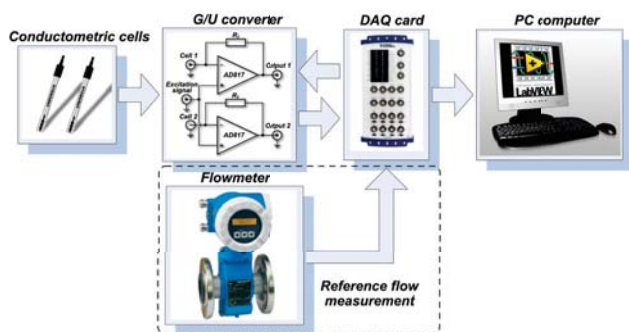 G/U converter
DAQ card
PC computer
Conductometric cells
Cell 1
Output 1
AD817
Excitation
signal
Cell 2
Output 2
AD817
LabVIEW
Flowmeter
Reference flow
measurement